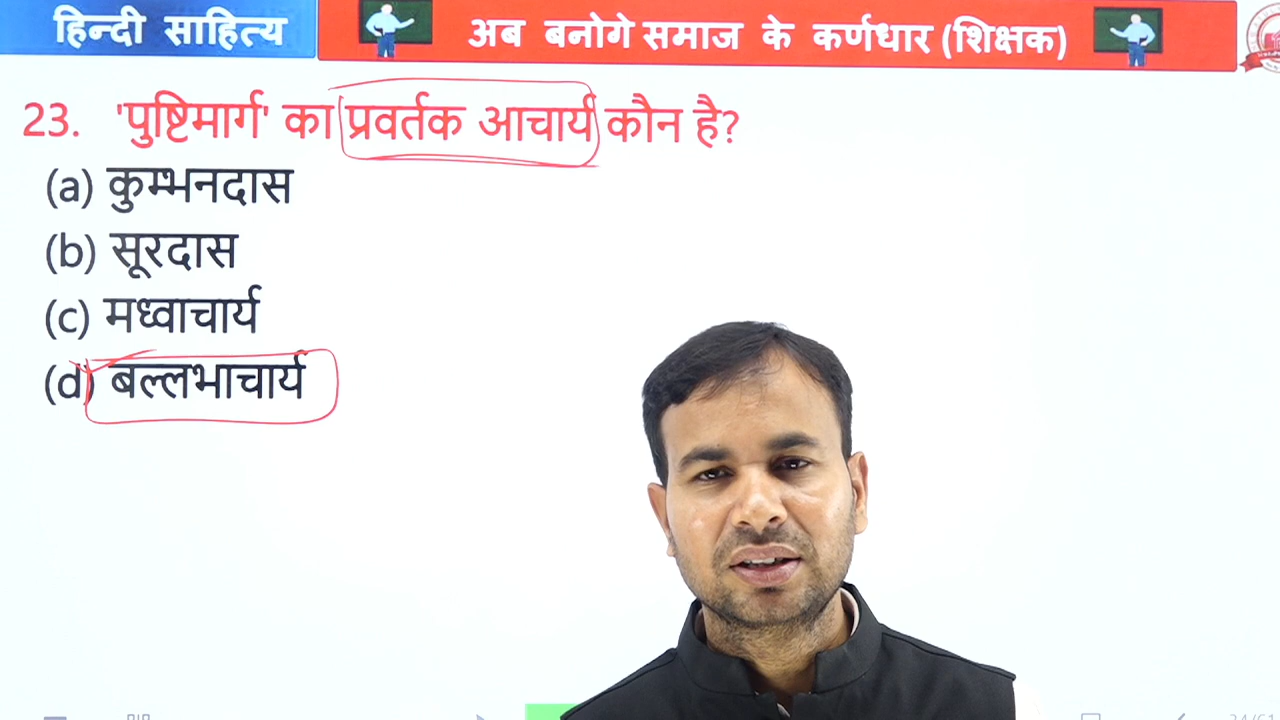 हिन्दी साहित्य
अब बनोगे समाज के कर्णधार (शिक्षक)
23. 'पुष्टिमार्ग' का प्रवर्तक आचार्य कौन है?
(a) कुम्भनदास
(b) सूरदास
(c) मध्वाचार्य
(d) बल्लभाचार्य